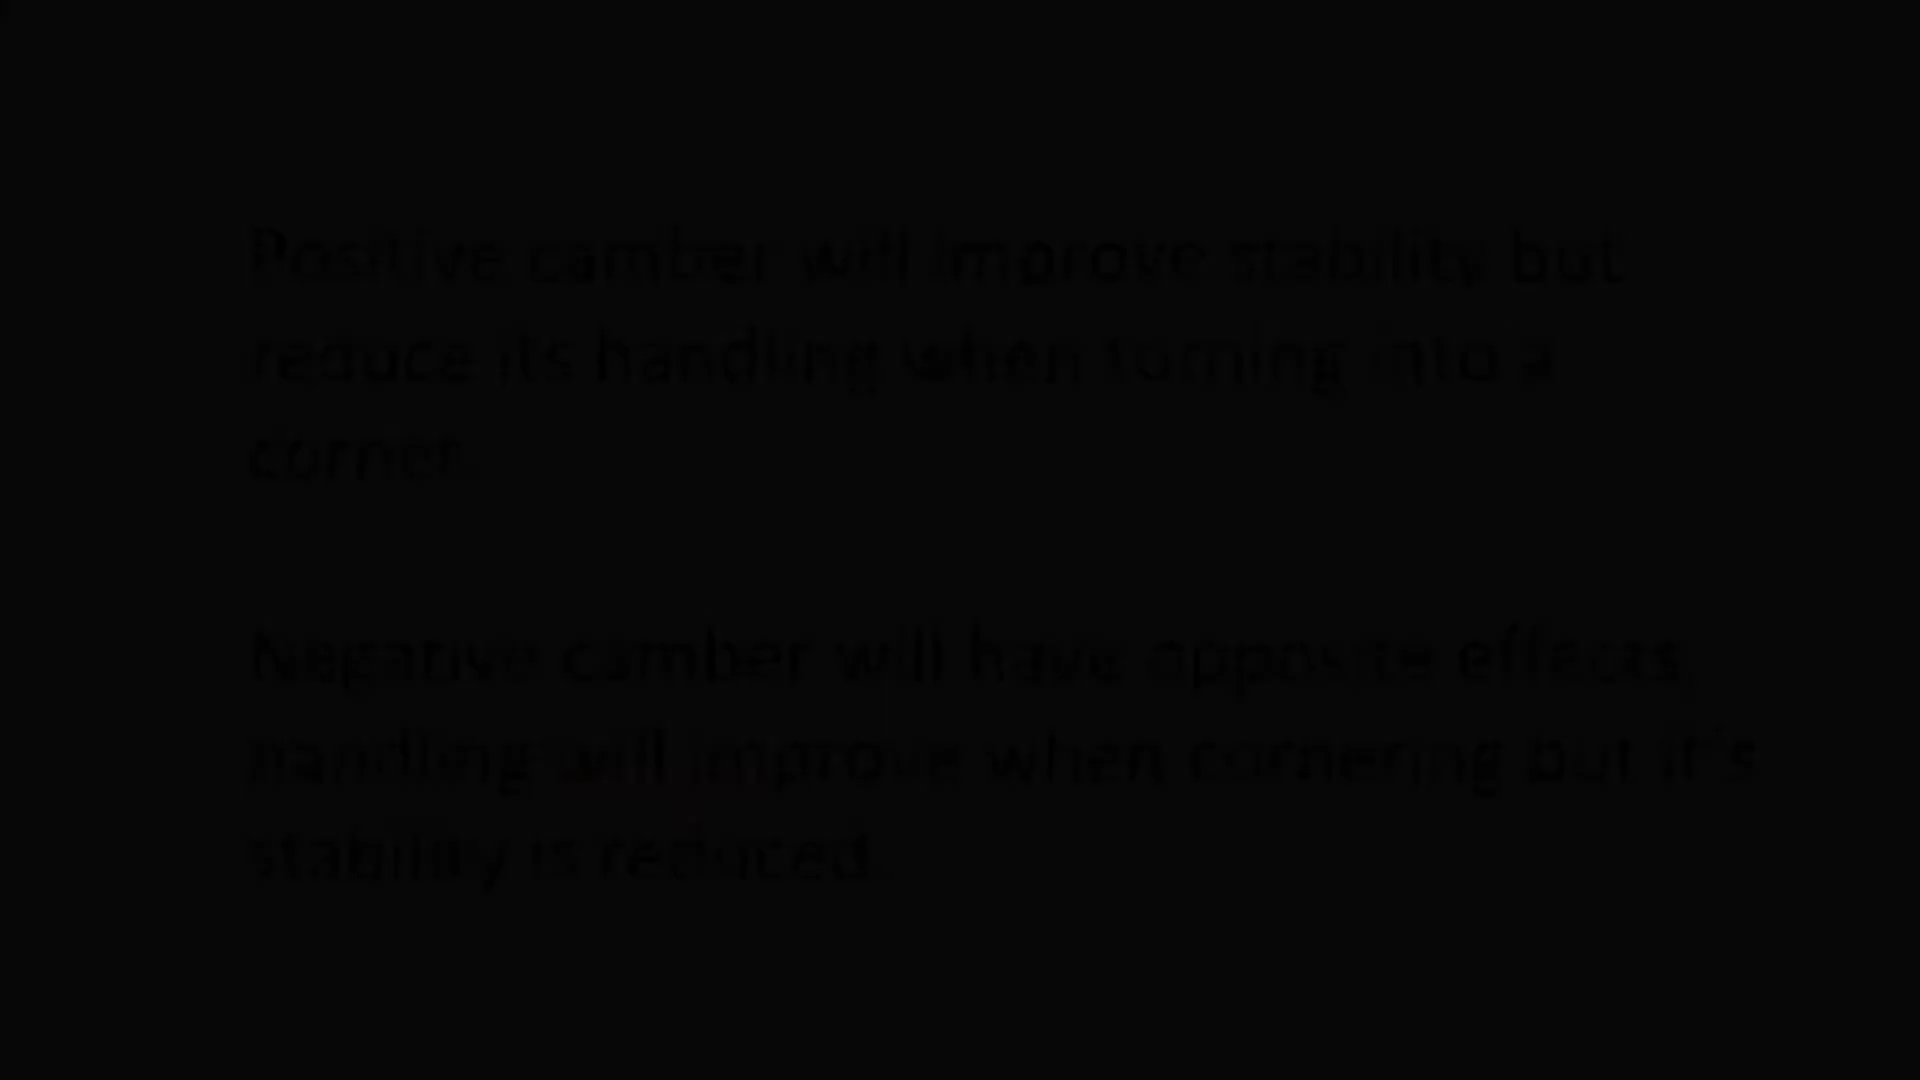 Positive camber will improve stability but
reduce its handling when turning into a
corner.
Negative camber will have opposite effects,
handling will improve when cornering but it's
stability is reduced.